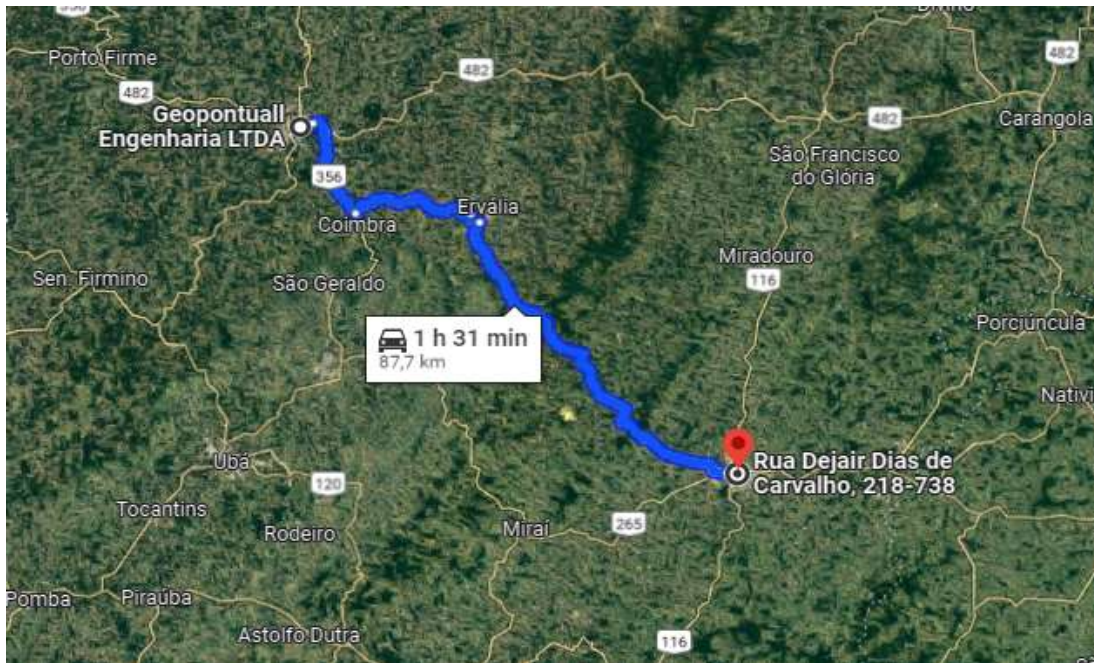 Porto Firme
482
482
Geopontuall
Engenharia LTDA
482
482
Carangola
São Francisco
do Glória
356
Coimbra
Ervália
Miradouro
Sen. Firmino
São Geraldo
116
Porciúncula
1 h 31 min
87,7 km
Nativi
Ubá
120
Rua Dejair Dias de
Carvalho, 218-738
Tocantins
Rodeiro
Miraí
265
Pomba
Piraúba
Astolfo Dutra
116